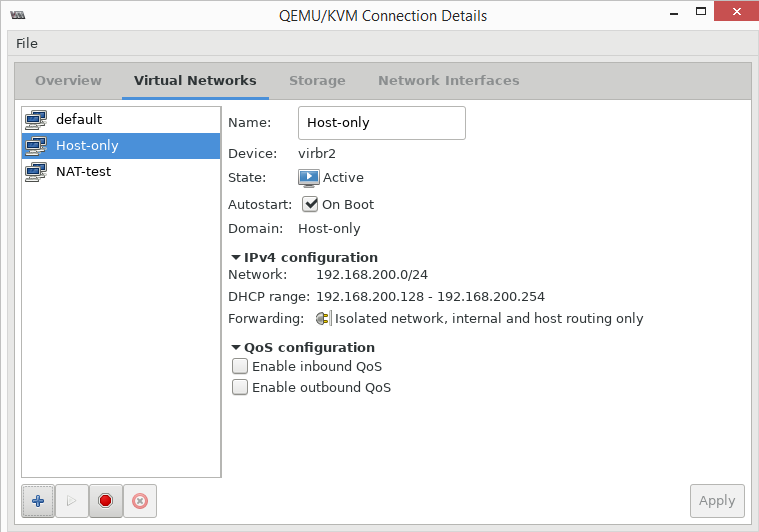 QEMU/KVM Connection Details
File
Overview Virtual Networks Storage Network Interfaces
default
Host-only
NAT-test
Name: Host-only
Device: virbr2
State: Active
Autostart: On Boot
Domain: Host-only
IPv4 configuration
Network: 192.168.200.0/24
DHCP range: 192.168.200.128 - 192.168.200.254
Forwarding: Isolated network, internal and host routing only
QoS configuration
Enable inbound QoS
Enable outbound QoS
Apply